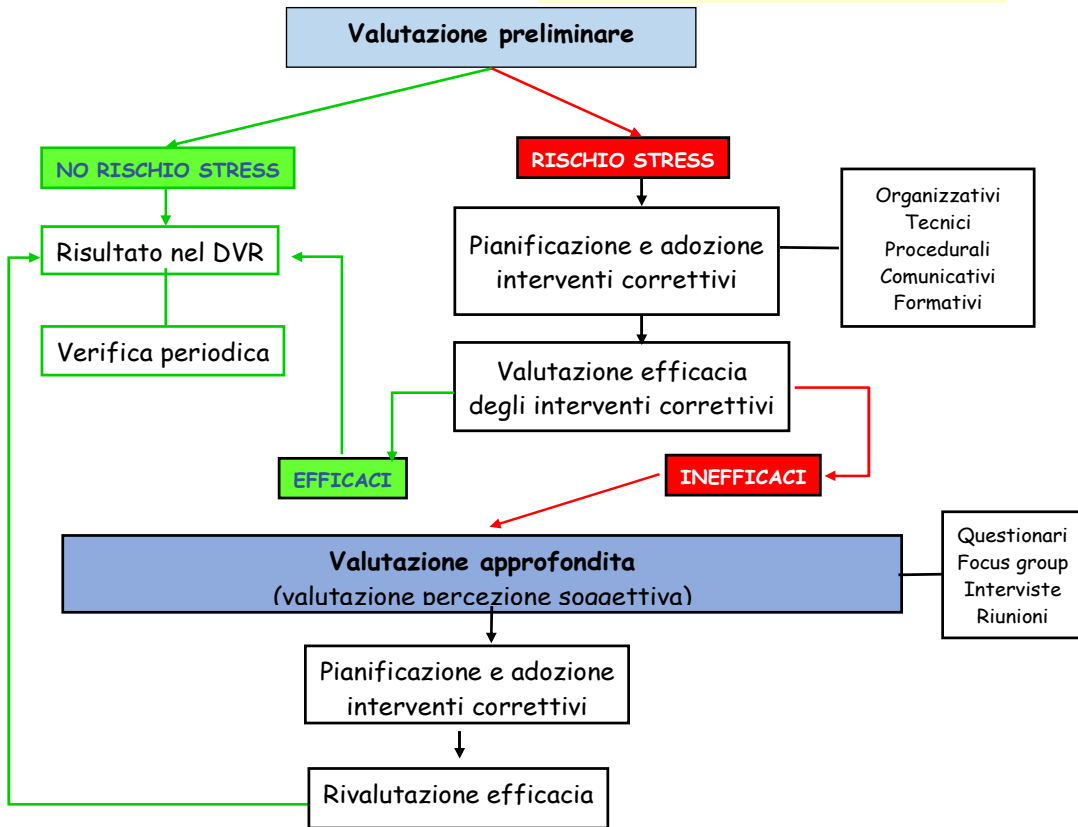 Valutazione preliminare
NO RISCHIO STRESS
RISCHIO STRESS
Organizzativi
Tecnici
Procedurali
Comunicativi
Formativi
Risultato nel DVR
Pianificazione e adozione
interventi correttivi
Verifica periodica
Valutazione efficacia
degli interventi correttivi
EFFICACI
INEFFICACI
Valutazione approfondita
(valutazione percezione soggettiva)
Questionari
Focus group
Interviste
Riunioni
Pianificazione e adozione
interventi correttivi
Rivalutazione efficacia